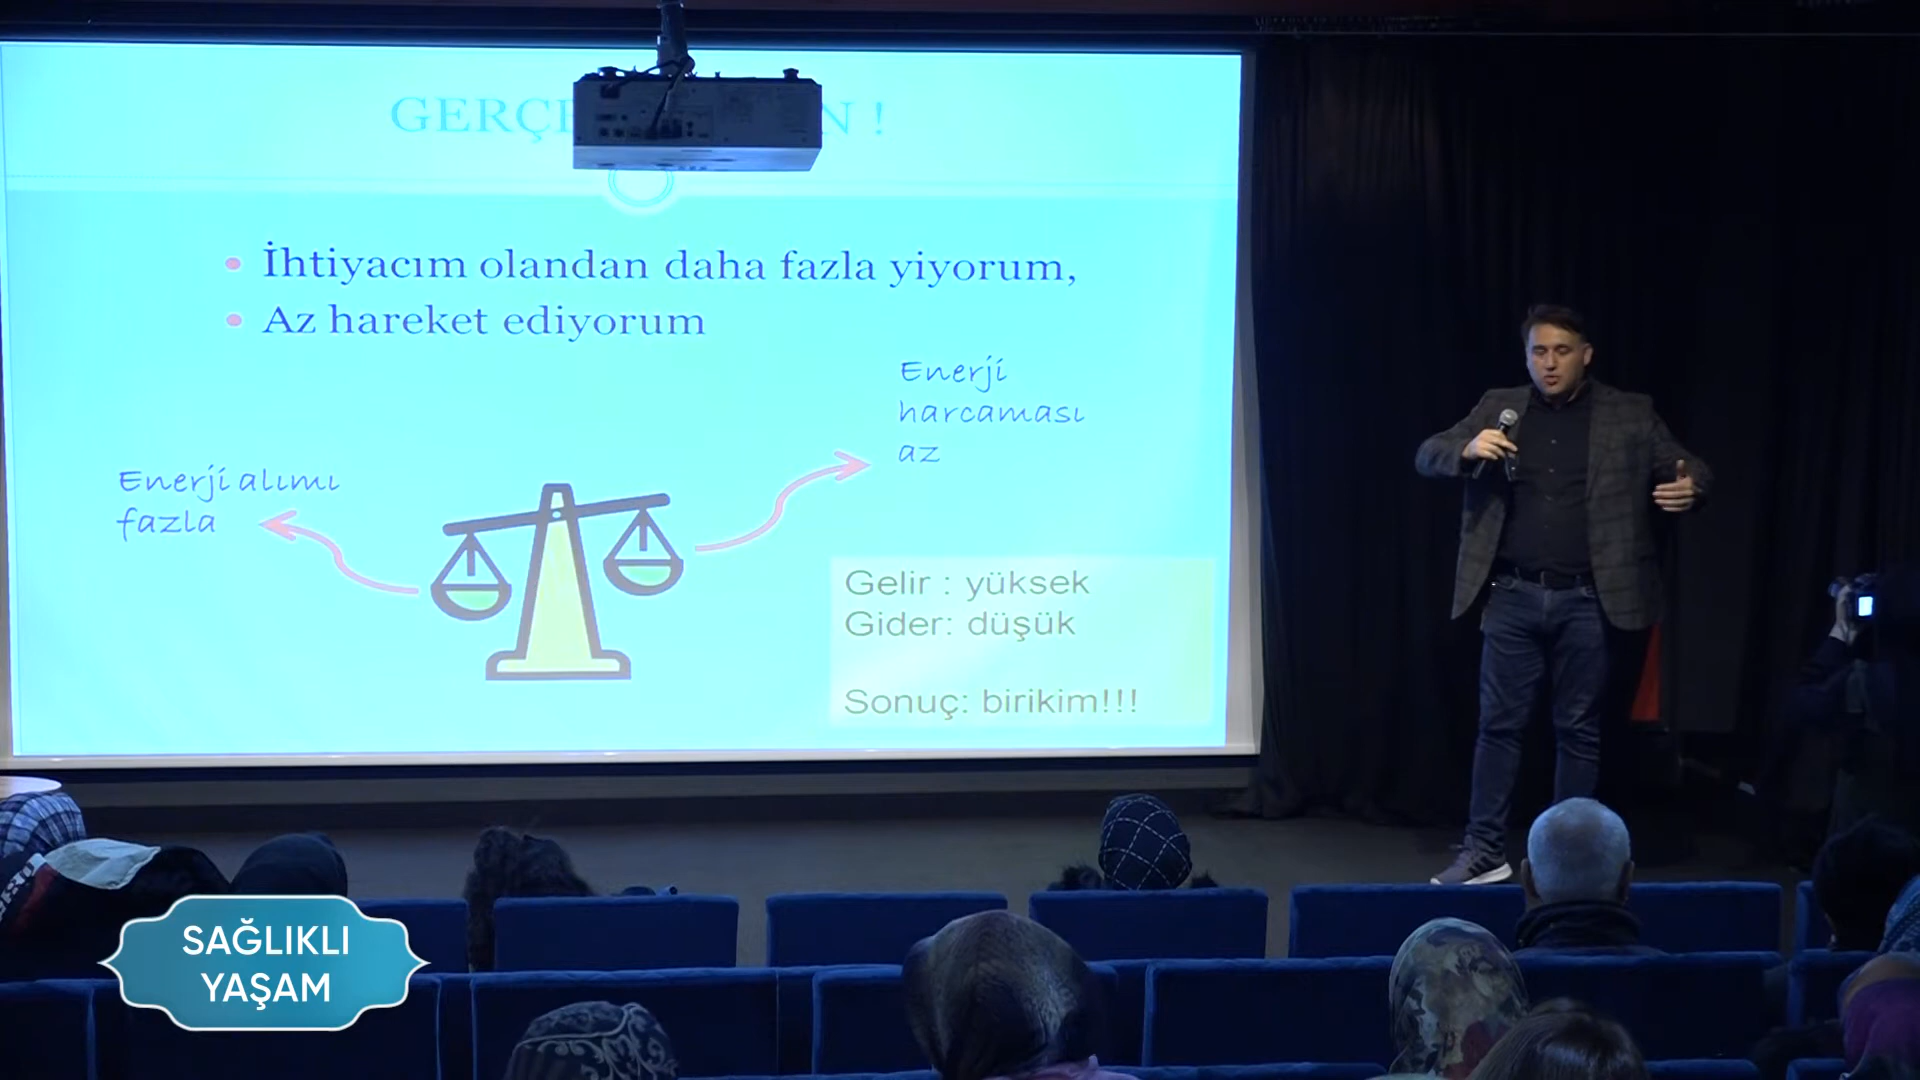 !
İhtiyacım olandan daha fazla yiyorum,
Az hareket ediyorum
Enerji
harcaması
az
Enerji alımı
fazla
Gelir : yüksek
Gider: düşük
Sonuç: birikim!!!
SAĞLIKLI
YAŞAM